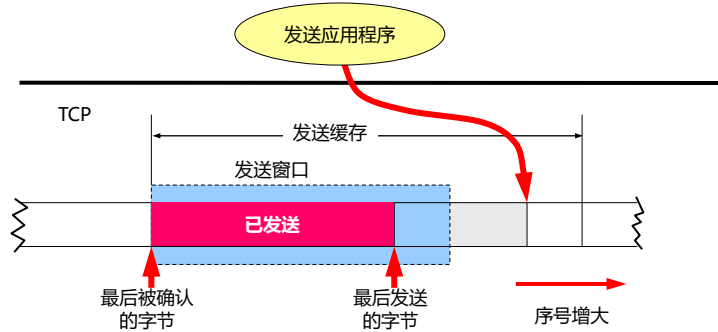 发送应用程序
TCP
发送缓存
发送窗口
已发送
最后被确认
的字节
最后发送
的字节
序号增大